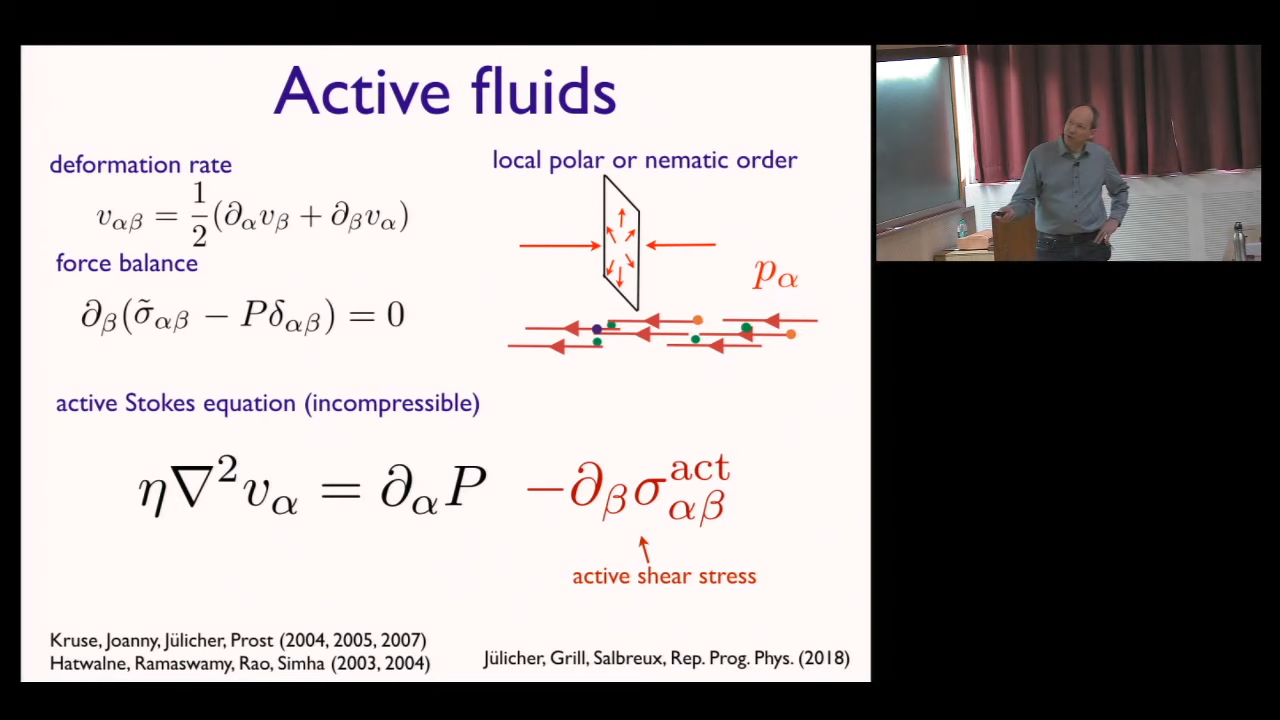 Active fluids
deformation rate
v_{αβ} = \frac{1}{2}(∂_α v_β + ∂_β v_α)
force balance
∂_β(\tilde{σ}_{αβ} − Pδ_{αβ}) = 0
local polar or nematic order
p_α
active Stokes equation (incompressible)
η∇²v_α = ∂_α P −∂_β σ_{αβ}^{act}
active shear stress
Kruse, Joanny, Jülicher, Prost (2004, 2005, 2007)
Hatwalne, Ramaswamy, Rao, Simha (2003, 2004)
Jülicher, Grill, Salbreux, Rep. Prog. Phys. (2018)